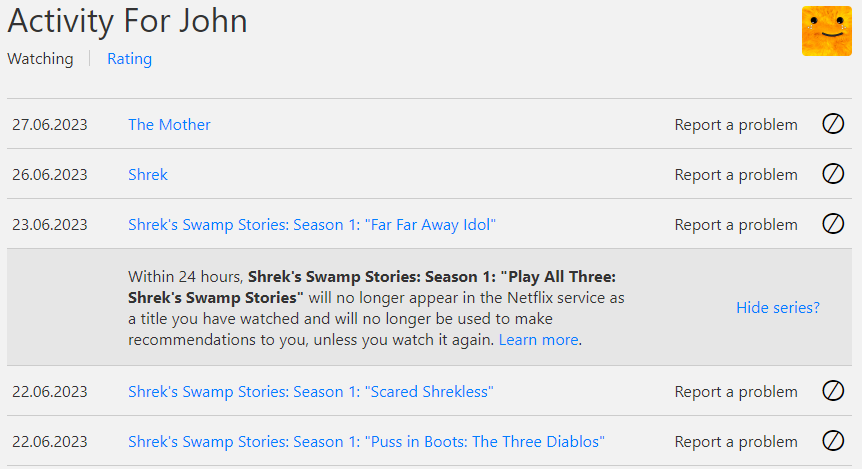 Activity For John
Watching | Rating
27.06.2023 The Mother Report a problem
26.06.2023 Shrek Report a problem
23.06.2023 Shrek's Swamp Stories: Season 1: "Far Far Away Idol" Report a problem
Within 24 hours, Shrek's Swamp Stories: Season 1: "Play All Three:
Shrek's Swamp Stories" will no longer appear in the Netflix service as
a title you have watched and will no longer be used to make
recommendations to you, unless you watch it again. Learn more.
Hide series?
22.06.2023 Shrek's Swamp Stories: Season 1: "Scared Shrekless" Report a problem
22.06.2023 Shrek's Swamp Stories: Season 1: "Puss in Boots: The Three Diablos" Report a problem